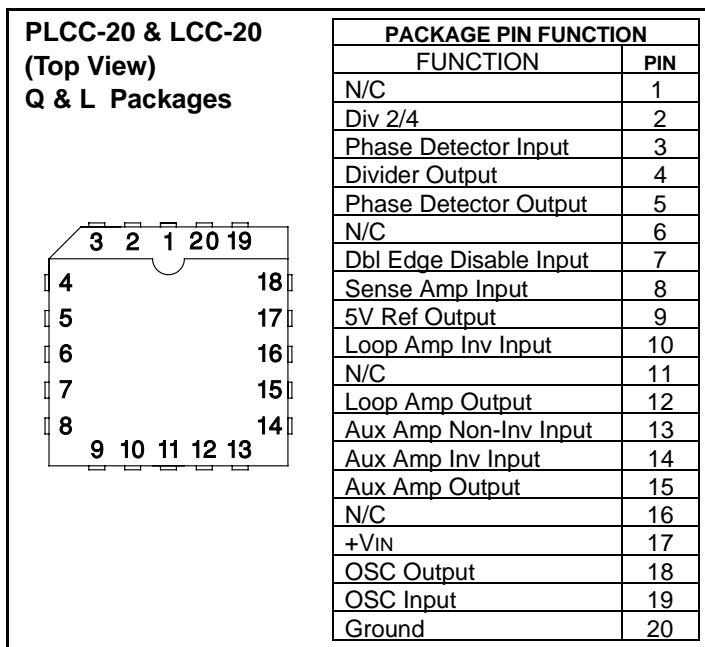 PLCC-20 & LCC-20
(Top View)
Q & L Packages
3 2 1 20 19
4 18
5 17
6 16
7 15
8 14
9 10 11 12 13
PACKAGE PIN FUNCTION
FUNCTION PIN
N/C 1
Div 2/4 2
Phase Detector Input 3
Divider Output 4
Phase Detector Output 5
N/C 6
Dbl Edge Disable Input 7
Sense Amp Input 8
5V Ref Output 9
Loop Amp Inv Input 10
N/C 11
Loop Amp Output 12
Aux Amp Non-Inv Input 13
Aux Amp Inv Input 14
Aux Amp Output 15
N/C 16
+VIN 17
OSC Output 18
OSC Input 19
Ground 20